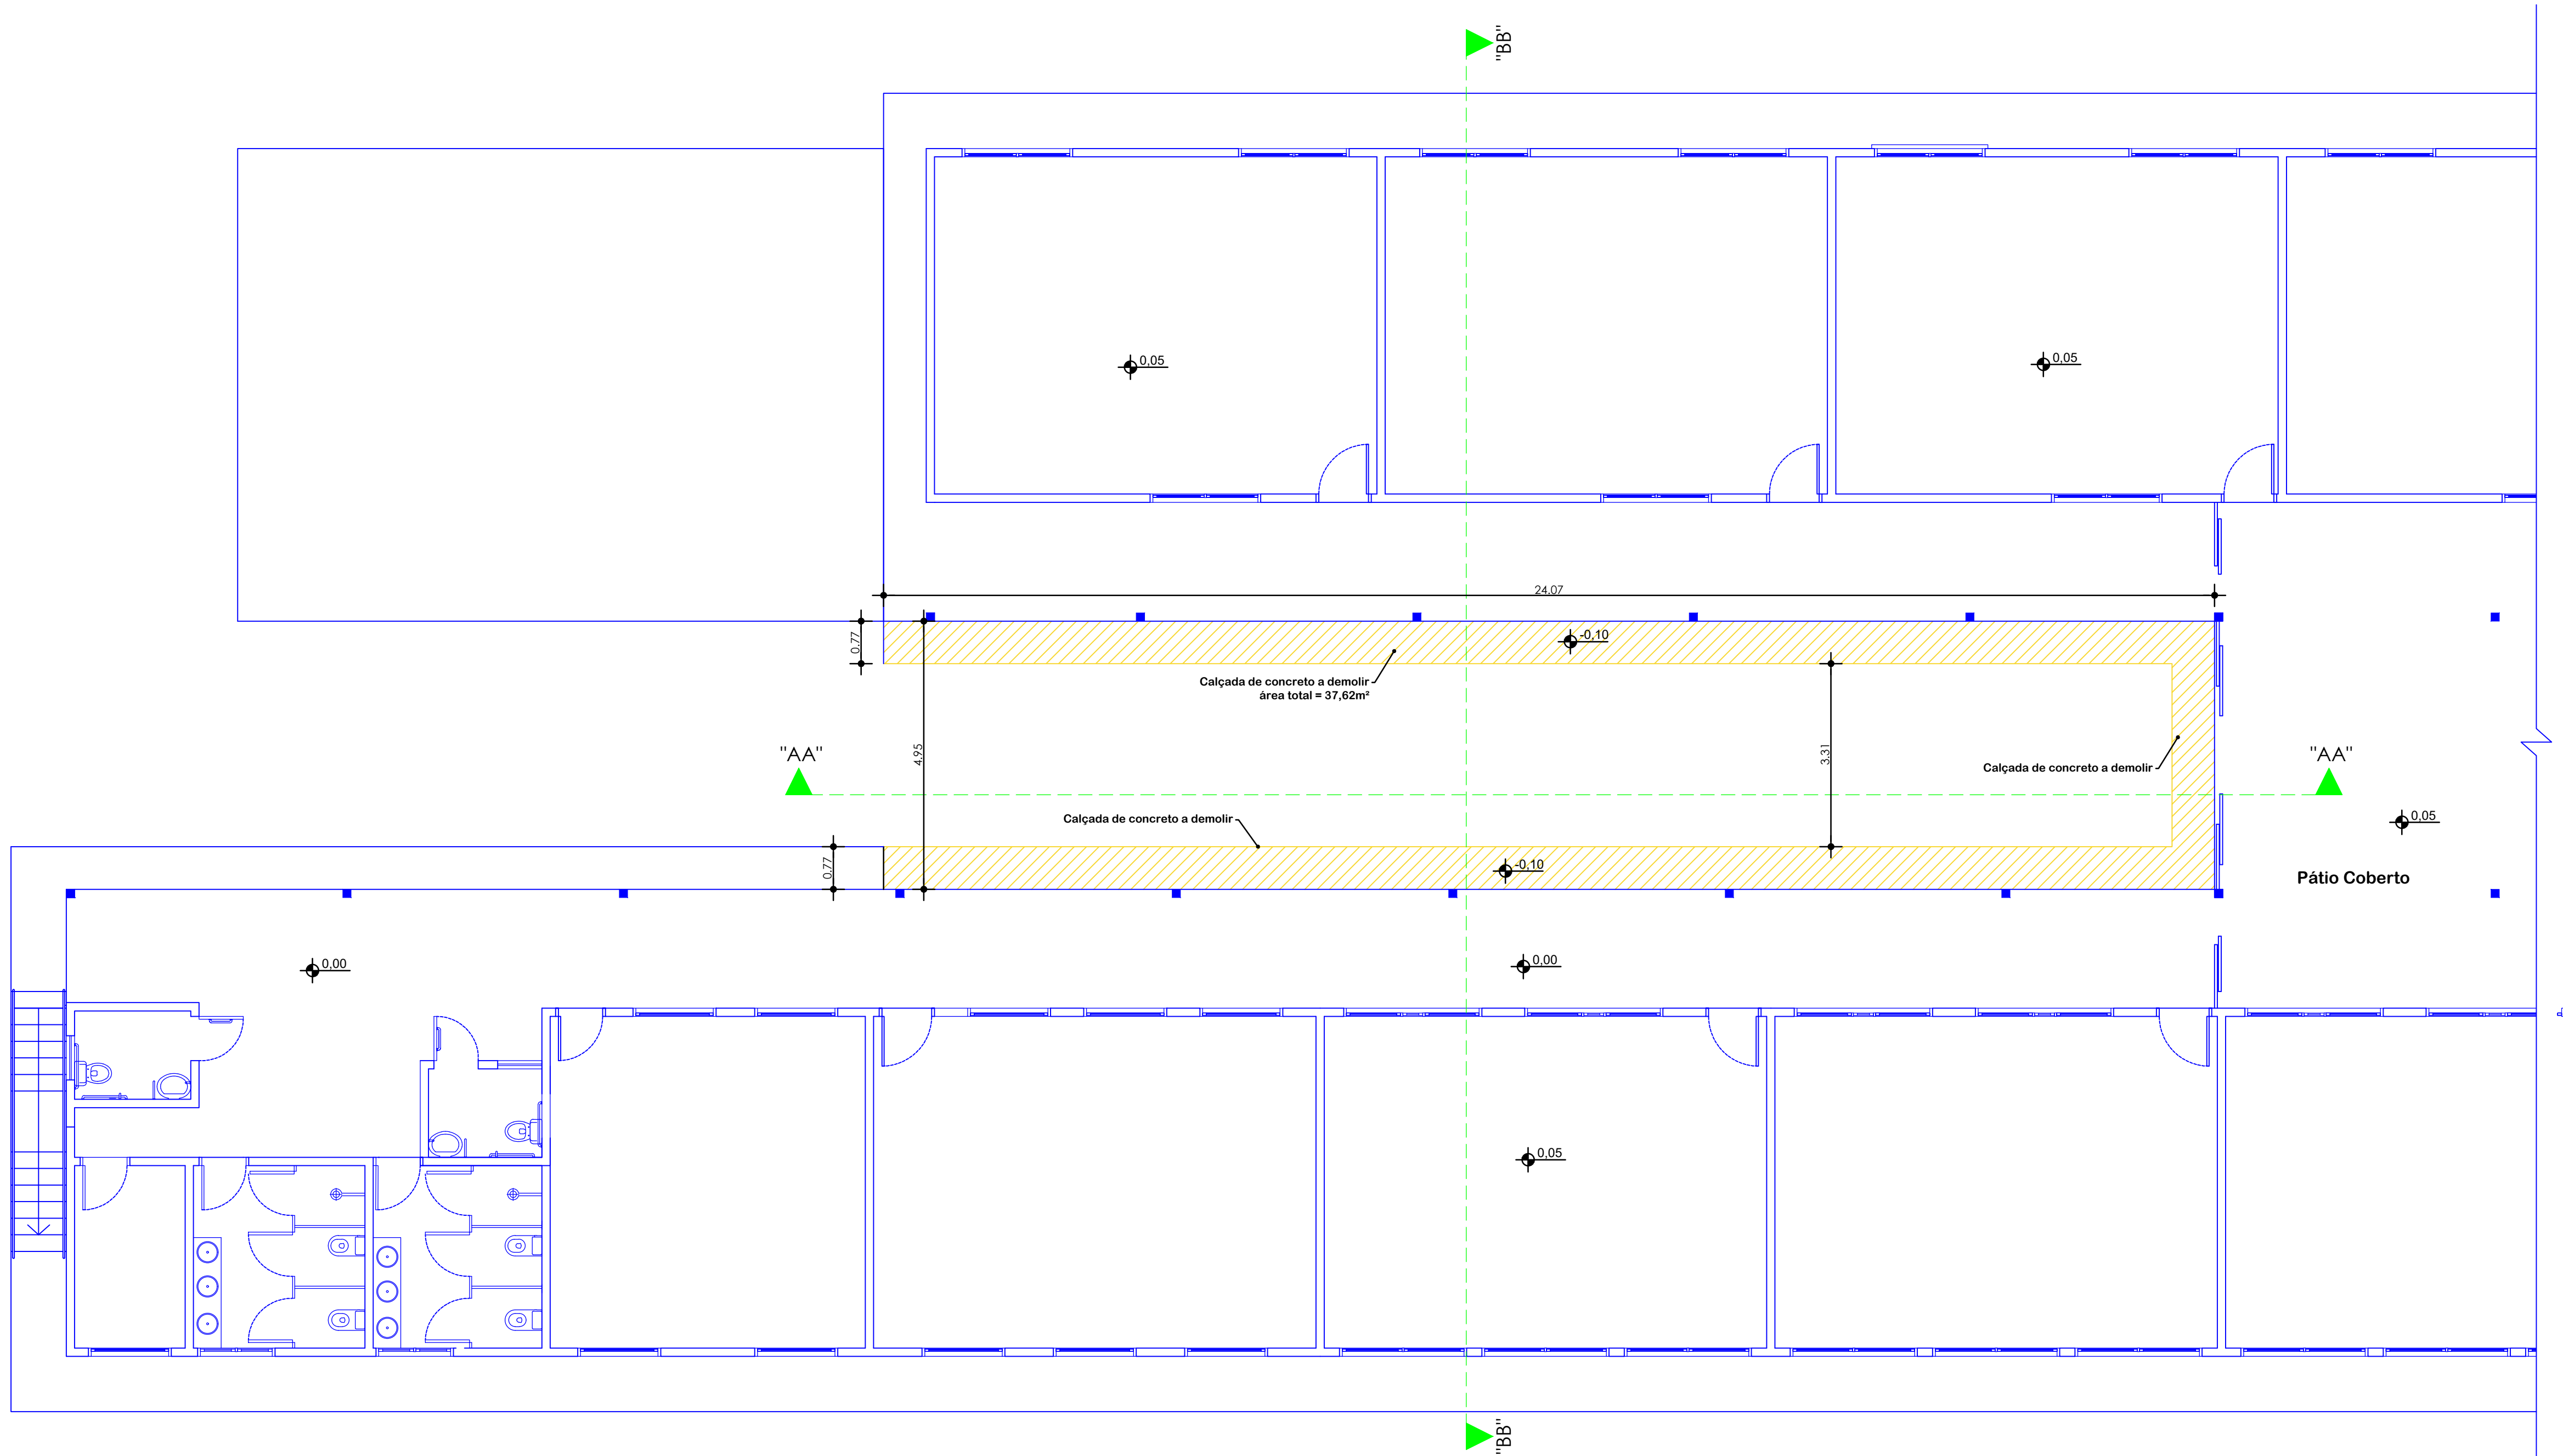 "BB"
0,05
0,05
24.07
0.77
-0,10
Calçada de concreto a demolir
área total = 37,62m²
4.95
3.31
"AA"
"AA"
Calçada de concreto a demolir
Calçada de concreto a demolir
0,05
0.77
-0,10
Pátio Coberto
0,00
0,00
0,05
"BB"